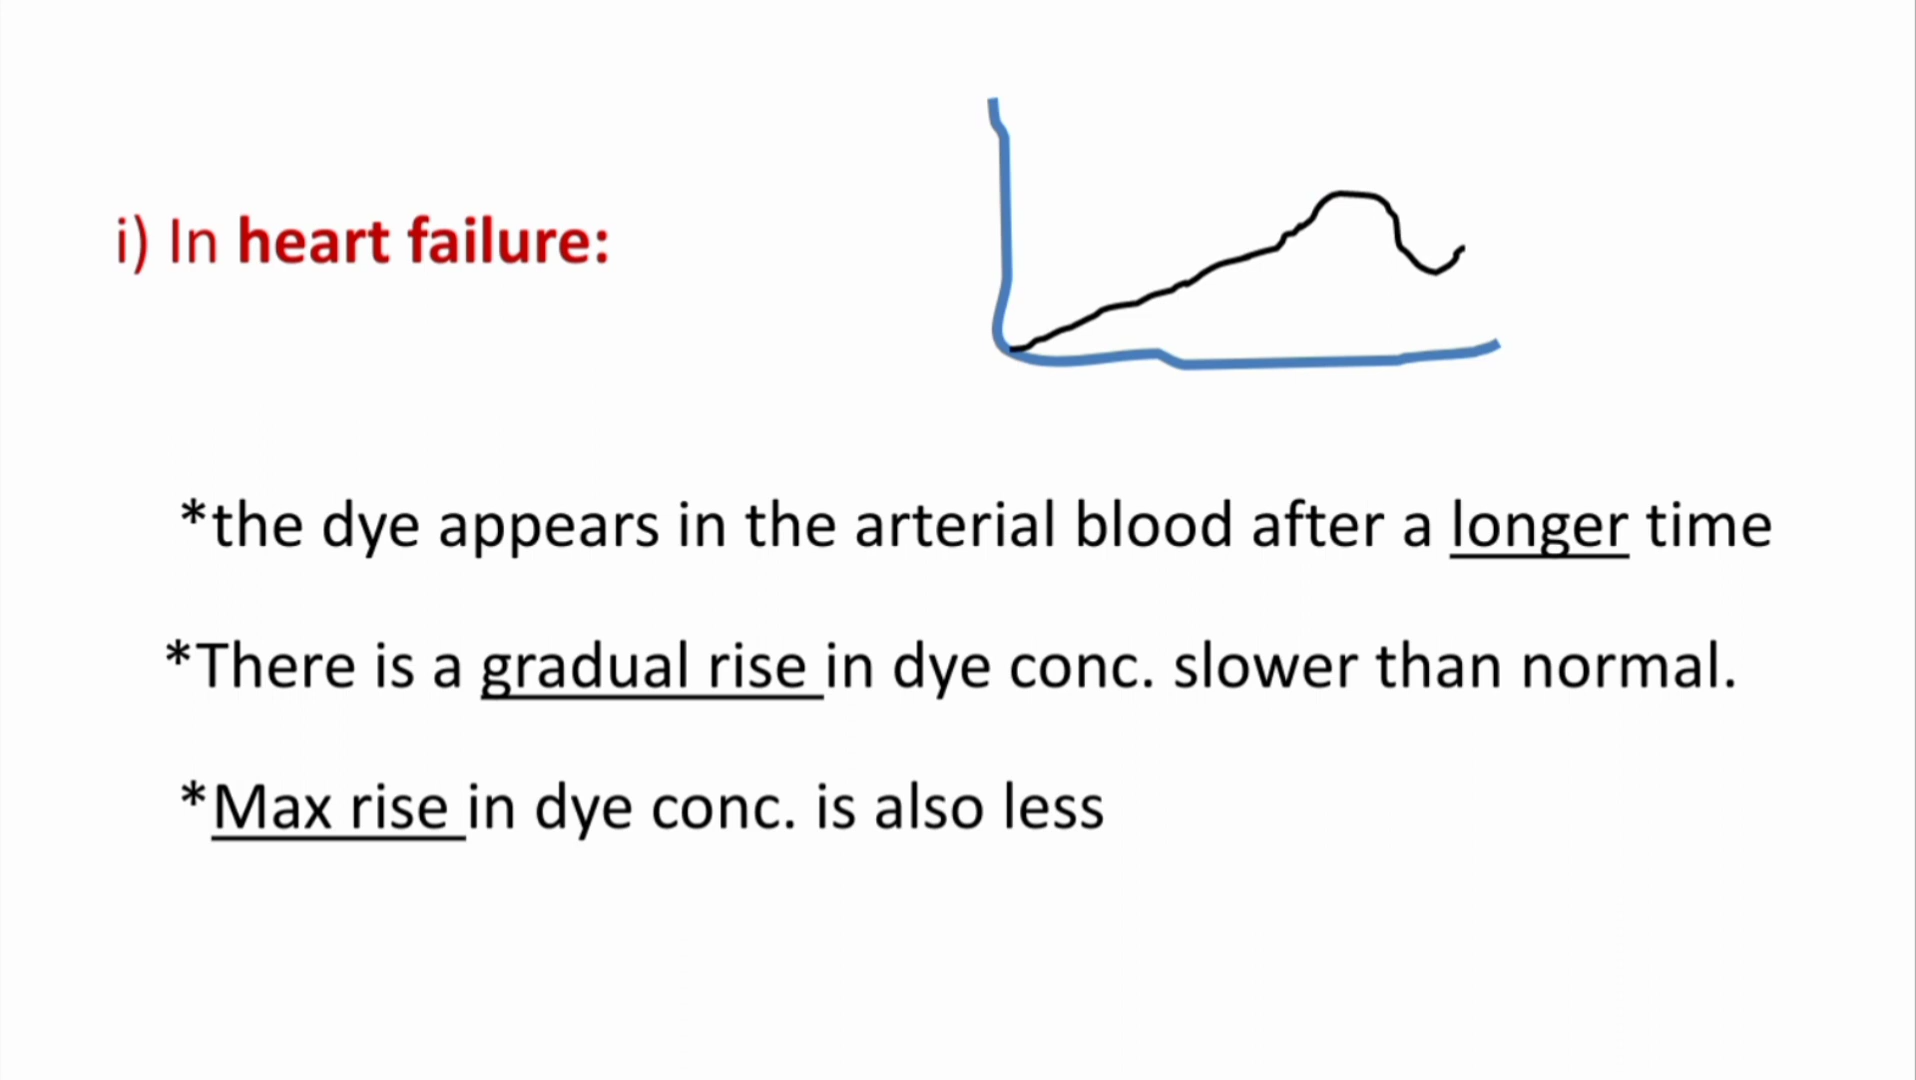 i) In heart failure:
*the dye appears in the arterial blood after a longer time
*There is a gradual rise in dye conc. slower than normal.
*Max rise in dye conc. is also less